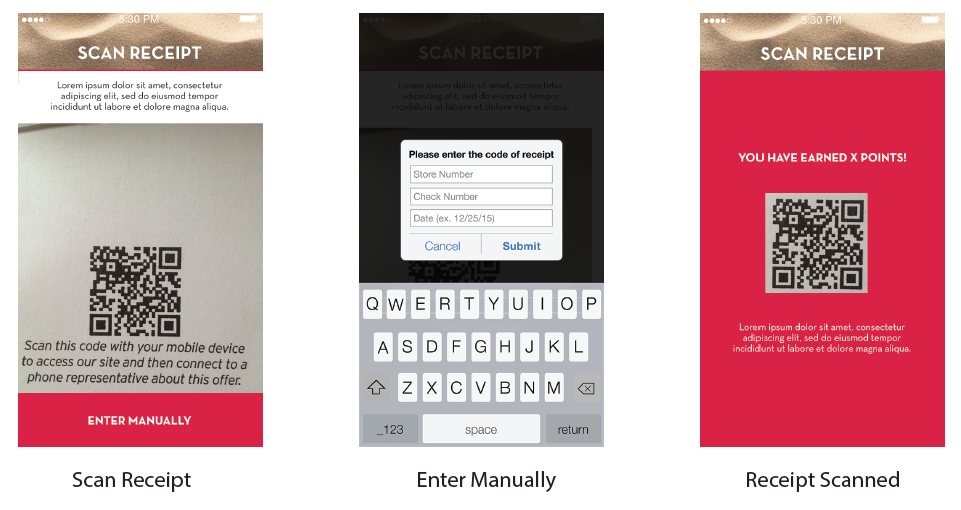 5:30 PM
SCAN RECEIPT
Lorem ipsum dolor sit amet, consectetur
adipiscing elit, sed do eiusmod tempor
incididunt ut labore et dolore magna aliqua.
Scan this code with your mobile device
to access our site and then connect to a
phone representative about this offer.
ENTER MANUALLY
Scan Receipt
5:30 PM
SCAN RECEIPT
Lorem ipsum dolor sit amet, consectetur
adipiscing elit, sed do eiusmod tempor
incididunt ut labore et dolore magna aliqua.
Please enter the code of receipt
Store Number
Check Number
Date (ex. 12/25/15)
Cancel Submit
Q W E R T Y U I O P
A S D F G H J K L
Z X C V B N M
_123 space return
Enter Manually
5:30 PM
SCAN RECEIPT
YOU HAVE EARNED X POINTS!
Lorem ipsum dolor sit amet, consectetur
adipiscing elit, sed do eiusmod tempor
incididunt ut labore et dolore magna aliqua.
Receipt Scanned